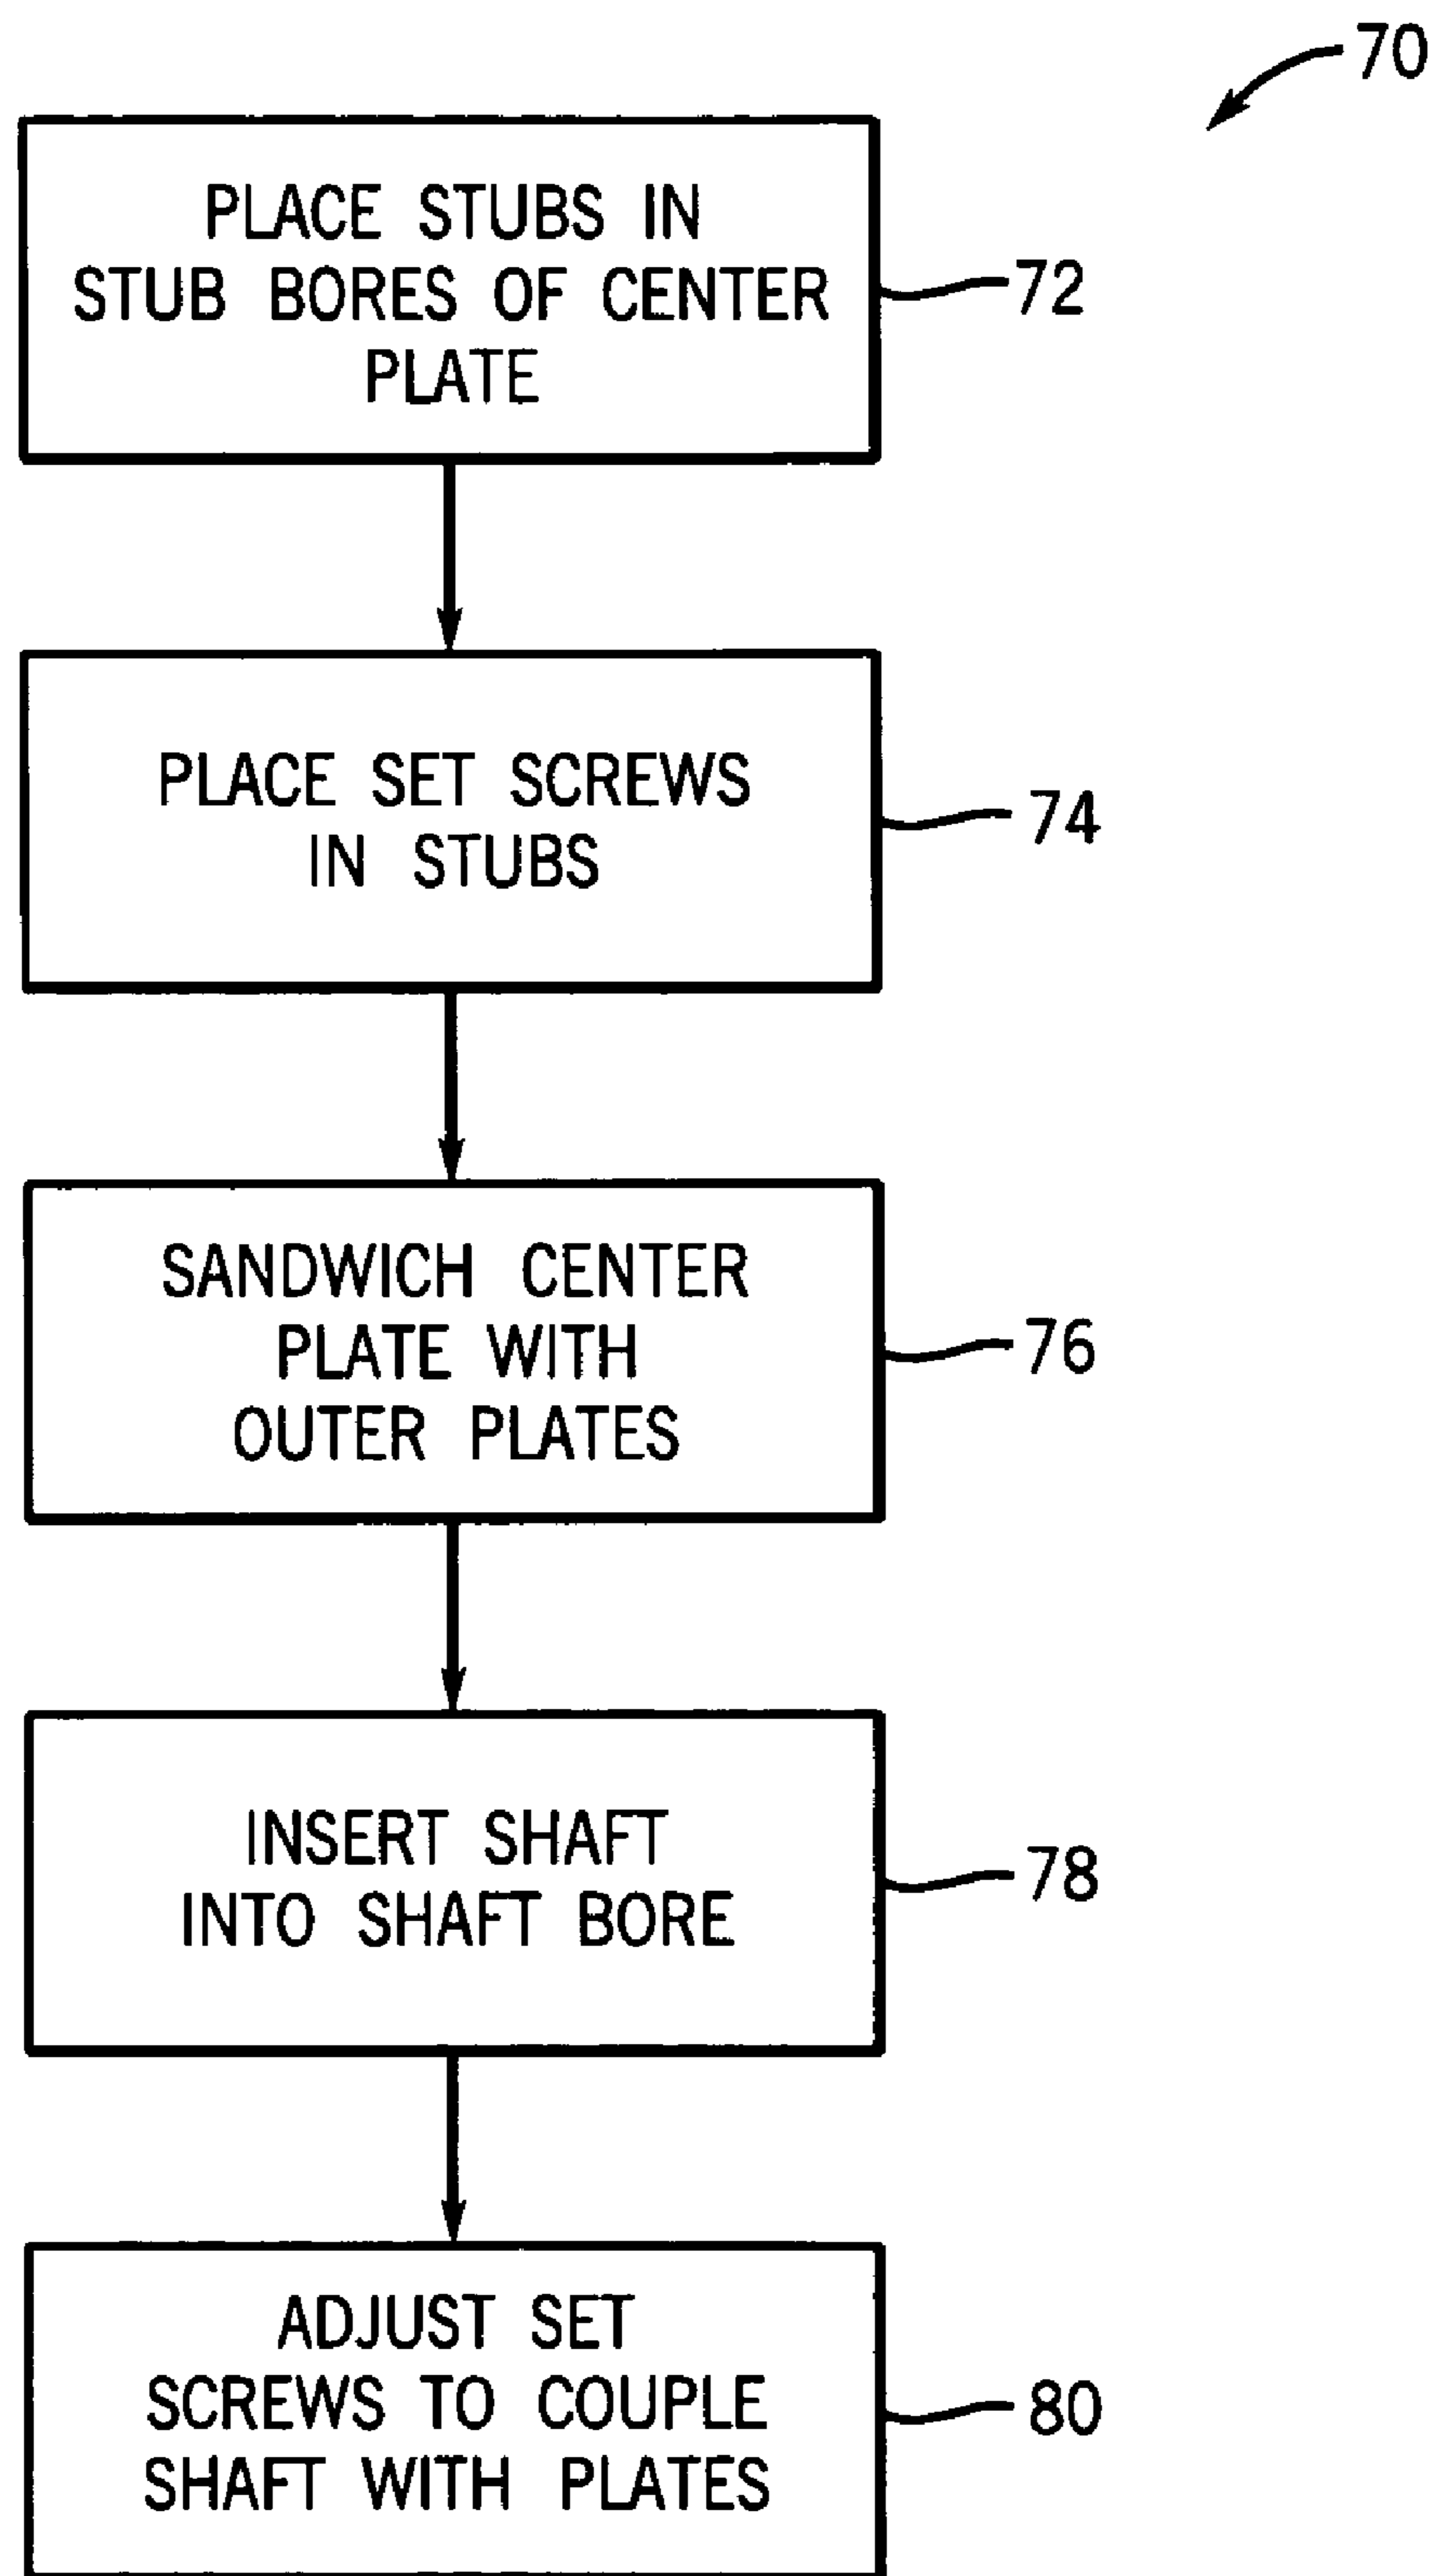 70
PLACE STUBS IN
STUB BORES OF CENTER
PLATE
72
PLACE SET SCREWS
IN STUBS
74
SANDWICH CENTER
PLATE WITH
OUTER PLATES
76
INSERT SHAFT
INTO SHAFT BORE
78
ADJUST SET
SCREWS TO COUPLE
SHAFT WITH PLATES
80